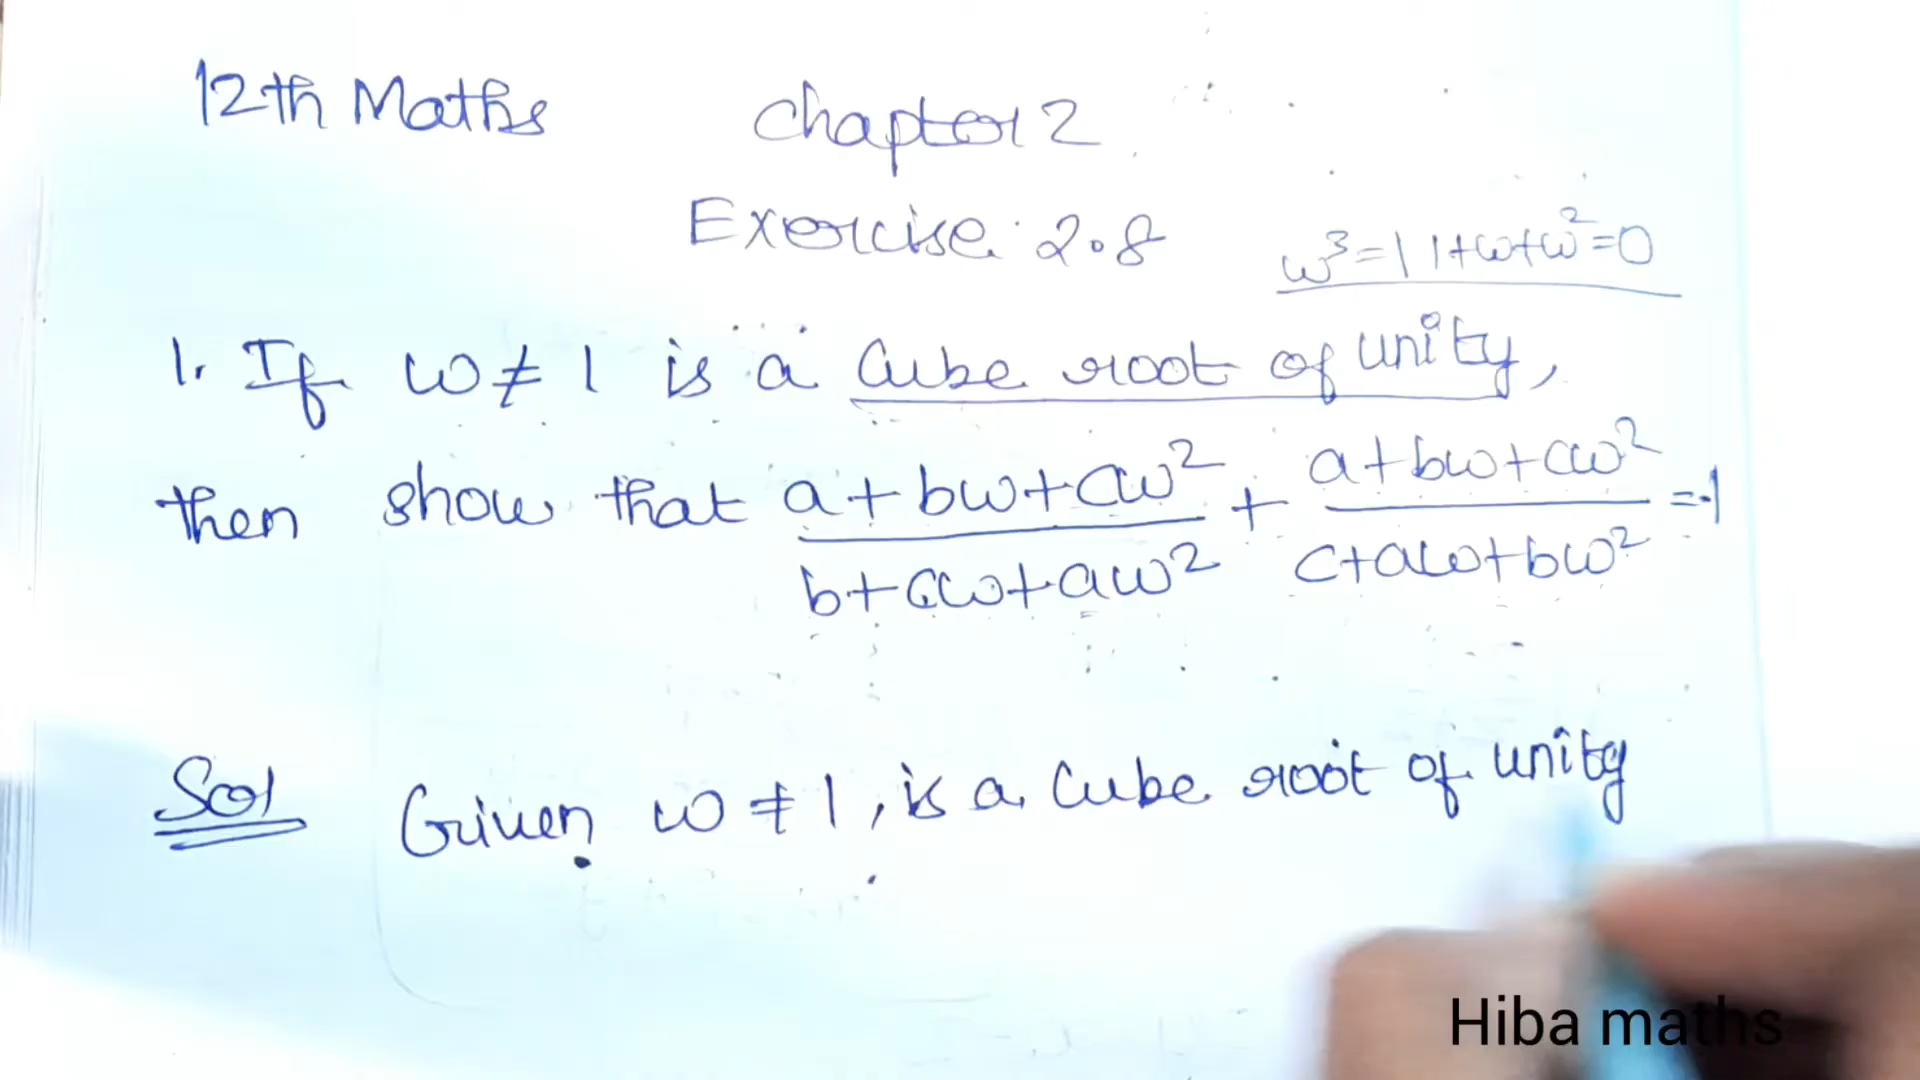 12th Maths Chapter 2
Exercise: 2.8
ω³=1 1+ω+ω²=0
1. If ω ≠ 1 is a Cube root of unity,
then show that (a+bω+cω²)/(b+cω+aω²) + (a+bω+cω²)/(c+aω+bω²) = -1
Sol Given ω ≠ 1, is a Cube root of unity
Hiba maths